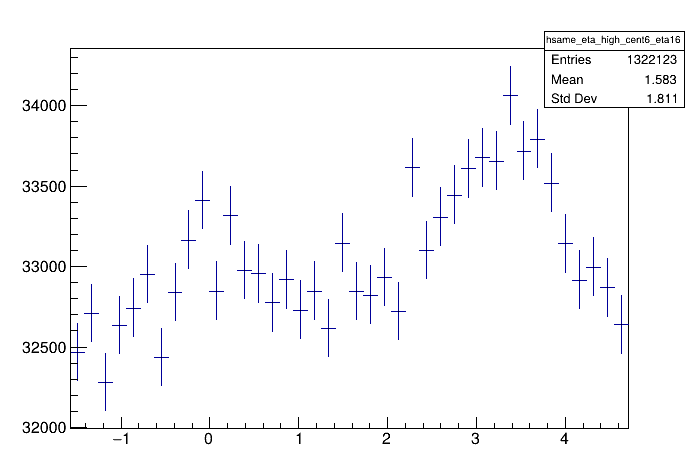 hsame_eta_high_cent6_eta16
Entries 1322123
Mean 1.583
Std Dev 1.811
34000
33500
33000
32500
32000
−1 0 1 2 3 4